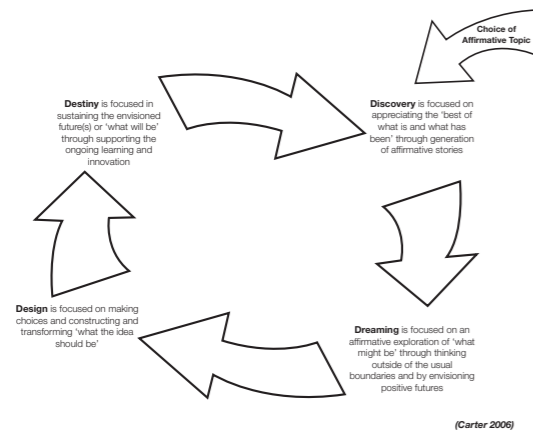 Choice of
Affirmative Topic
Destiny is focused in
sustaining the envisioned
future(s) or ‘what will be’
through supporting the
ongoing learning and
innovation
Discovery is focused on
appreciating the ‘best of
what is and what has
been’ through generation
of affirmative stories
Design is focused on making
choices and constructing and
transforming ‘what the idea
should be’
Dreaming is focused on an
affirmative exploration of ‘what
might be’ through thinking
outside of the usual
boundaries and by envisioning
positive futures
(Carter 2006)